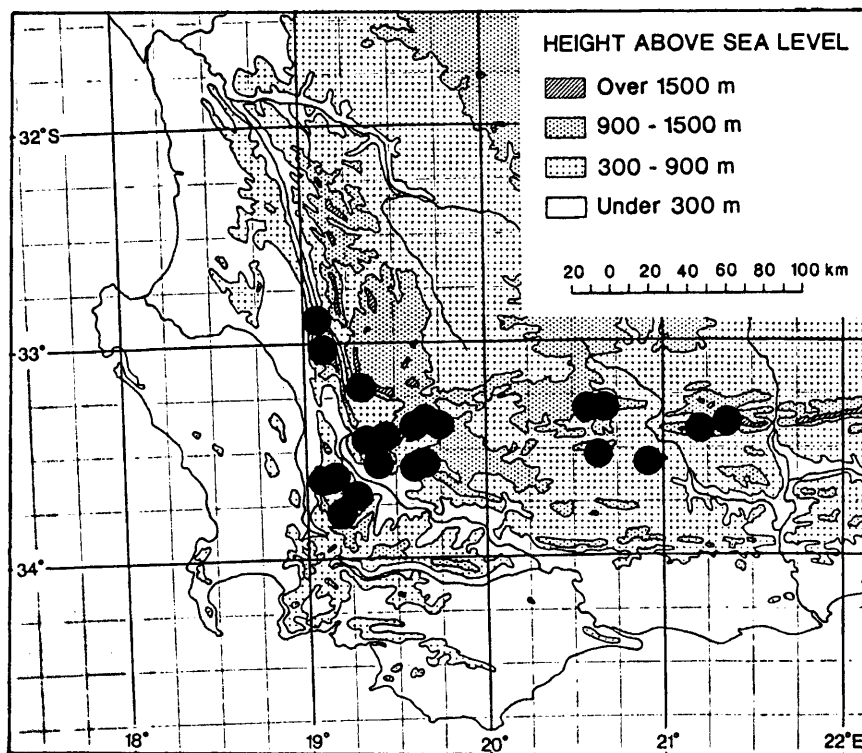 HEIGHT ABOVE SEA LEVEL
Over 1500 m
900 - 1500 m
300 - 900 m
Under 300 m
20 0 20 40 60 80 100 km
32°S
33°
34°
18° 19° 20° 21° 22°E